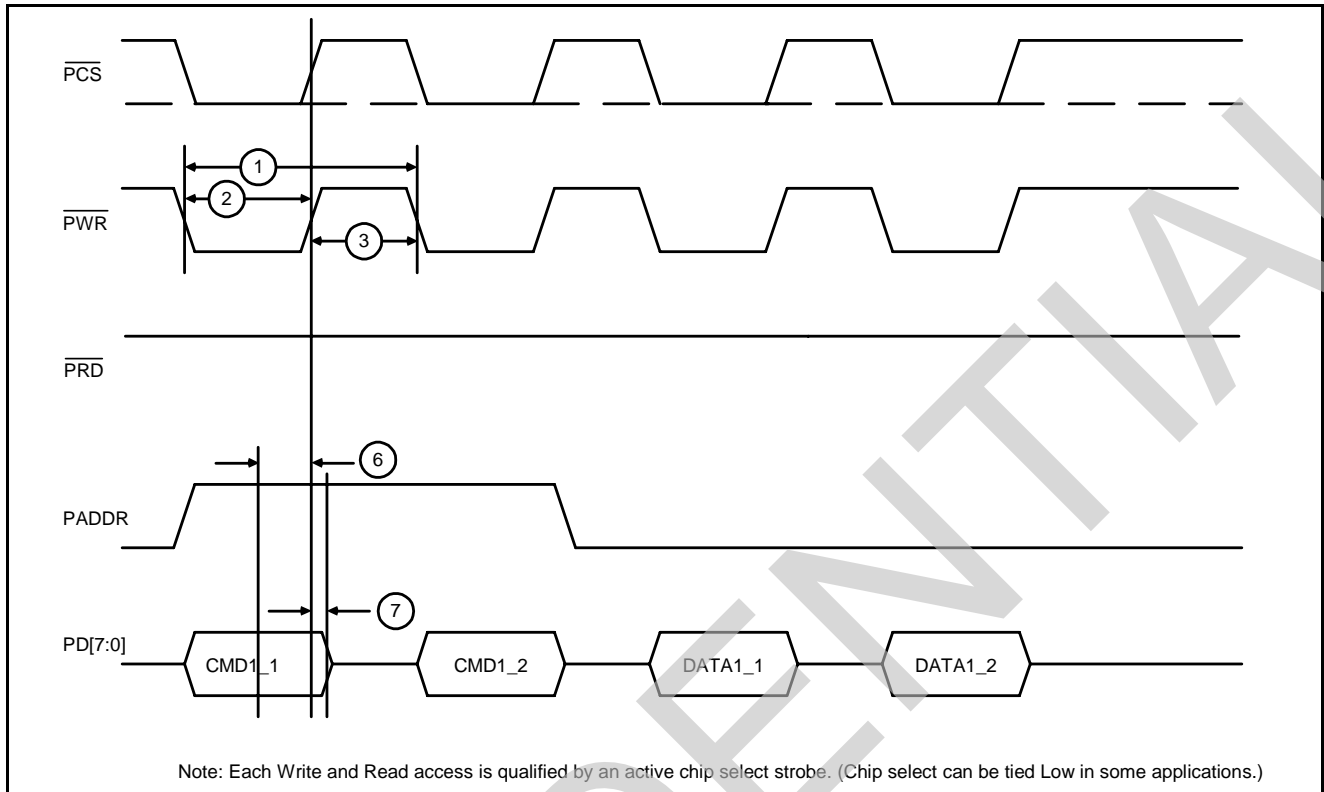 PCS
1
2
PWR
3
PRD
6
PADDR
7
PD[7:0]
CMD1_1
CMD1_2
DATA1_1
DATA1_2
Note: Each Write and Read access is qualified by an active chip select strobe. (Chip select can be tied Low in some applications.)
ENTIAL